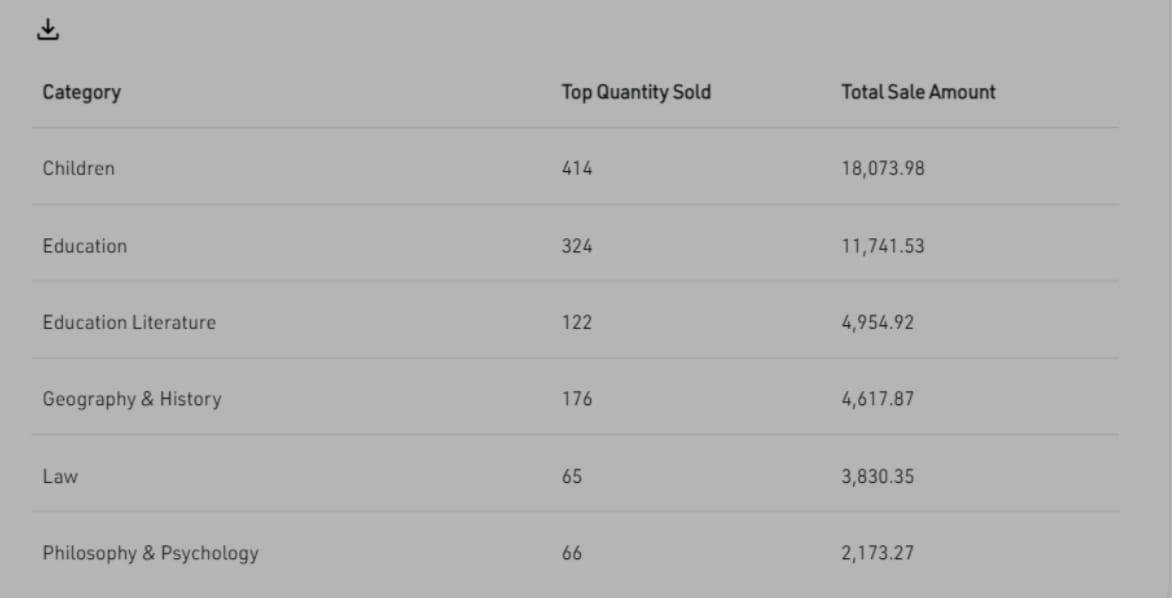 Category Top Quantity Sold Total Sale Amount
Children 414 18,073.98
Education 324 11,741.53
Education Literature 122 4,954.92
Geography & History 176 4,617.87
Law 65 3,830.35
Philosophy & Psychology 66 2,173.27